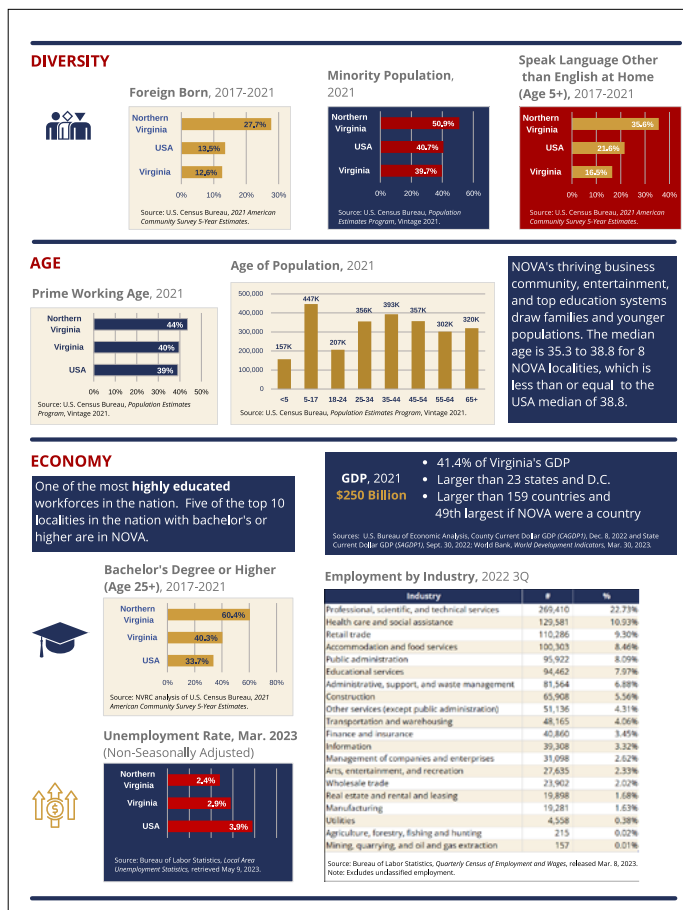 DIVERSITY
Foreign Born, 2017-2021
Northern
Virginia
27.7%
USA
13.5%
Virginia
12.6%
0% 10% 20% 30%
Source: U.S. Census Bureau, 2021 American
Community Survey 5-Year Estimates.
Minority Population,
2021
Northern
Virginia
50.9%
USA
40.7%
Virginia
39.7%
0% 20% 40% 60%
Source: U.S. Census Bureau, Population
Estimates Program, Vintage 2021.
Speak Language Other
than English at Home
(Age 5+), 2017-2021
Northern
Virginia
35.6%
USA
21.6%
Virginia
16.5%
0% 10% 20% 30% 40%
Source: U.S. Census Bureau, 2021 American
Community Survey 5-Year Estimates.
AGE
Prime Working Age, 2021
Northern
Virginia
44%
Virginia
40%
USA
39%
0% 10% 20% 30% 40% 50%
Source: U.S. Census Bureau, Population Estimates
Program, Vintage 2021.
Age of Population, 2021
500,000
400,000
300,000
200,000
100,000
0
157K 447K 207K 356K 393K 357K 302K 320K
<5 5-17 18-24 25-34 35-44 45-54 55-64 65+
Source: U.S. Census Bureau, Population Estimates Program, Vintage 2021.
NOVA's thriving business
community, entertainment,
and top education systems
draw families and younger
populations. The median
age is 35.3 to 38.8 for 8
NOVA localities, which is
less than or equal to the
USA median of 38.8.
ECONOMY
One of the most highly educated
workforces in the nation. Five of the top 10
localities in the nation with bachelor's or
higher are in NOVA.
GDP, 2021
$250 Billion
• 41.4% of Virginia's GDP
• Larger than 23 states and D.C.
• Larger than 159 countries and
49th largest if NOVA were a country
Sources: U.S. Bureau of Economic Analysis, County Current Dollar GDP (CAGDP1), Dec. 8, 2022 and State
Current Dollar GDP (SAGDP1), Sept. 30, 2022; World Bank, World Development Indicators, Mar. 30, 2023.
Bachelor's Degree or Higher
(Age 25+), 2017-2021
Northern
Virginia
60.4%
Virginia
40.3%
USA
33.7%
0% 20% 40% 60% 80%
Source: NVRC analysis of U.S. Census Bureau, 2021
American Community Survey 5-Year Estimates.
Unemployment Rate, Mar. 2023
(Non-Seasonally Adjusted)
Northern
Virginia
2.4%
Virginia
2.9%
USA
3.9%
Source: Bureau of Labor Statistics, Local Area
Unemployment Statistics, retrieved May 9, 2023.
Employment by Industry, 2022 3Q
Industry # %
Professional, scientific, and technical services 269,410 22.73%
Health care and social assistance 129,581 10.93%
Retail trade 110,286 9.30%
Accommodation and food services 100,303 8.46%
Public administration 95,922 8.09%
Educational services 94,462 7.97%
Administrative, support, and waste management 81,564 6.88%
Construction 65,908 5.56%
Other services (except public administration) 51,136 4.31%
Transportation and warehousing 48,165 4.06%
Finance and insurance 40,860 3.45%
Information 39,308 3.32%
Management of companies and enterprises 31,098 2.62%
Arts, entertainment, and recreation 27,635 2.33%
Wholesale trade 23,902 2.02%
Real estate and rental and leasing 19,898 1.68%
Manufacturing 19,281 1.63%
Utilities 4,558 0.38%
Agriculture, forestry, fishing and hunting 215 0.02%
Mining, quarrying, and oil and gas extraction 157 0.01%
Source: Bureau of Labor Statistics, Quarterly Census of Employment and Wages, released Mar. 8, 2023.
Note: Excludes unclassified employment.